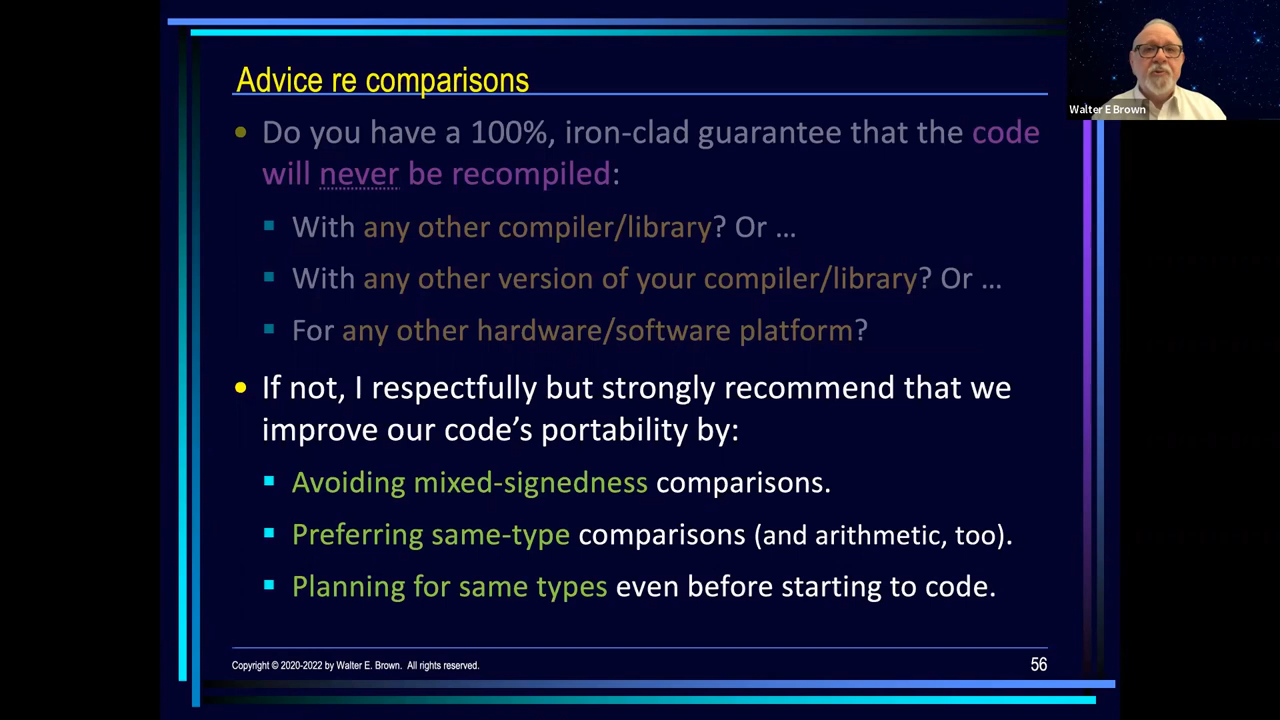 Advice re comparisons
Walter E Brown
• Do you have a 100%, iron-clad guarantee that the code
will never be recompiled:
▪ With any other compiler/library? Or …
▪ With any other version of your compiler/library? Or …
▪ For any other hardware/software platform?
• If not, I respectfully but strongly recommend that we
improve our code’s portability by:
▪ Avoiding mixed-signedness comparisons.
▪ Preferring same-type comparisons (and arithmetic, too).
▪ Planning for same types even before starting to code.
Copyright © 2020-2022 by Walter E. Brown. All rights reserved.
56